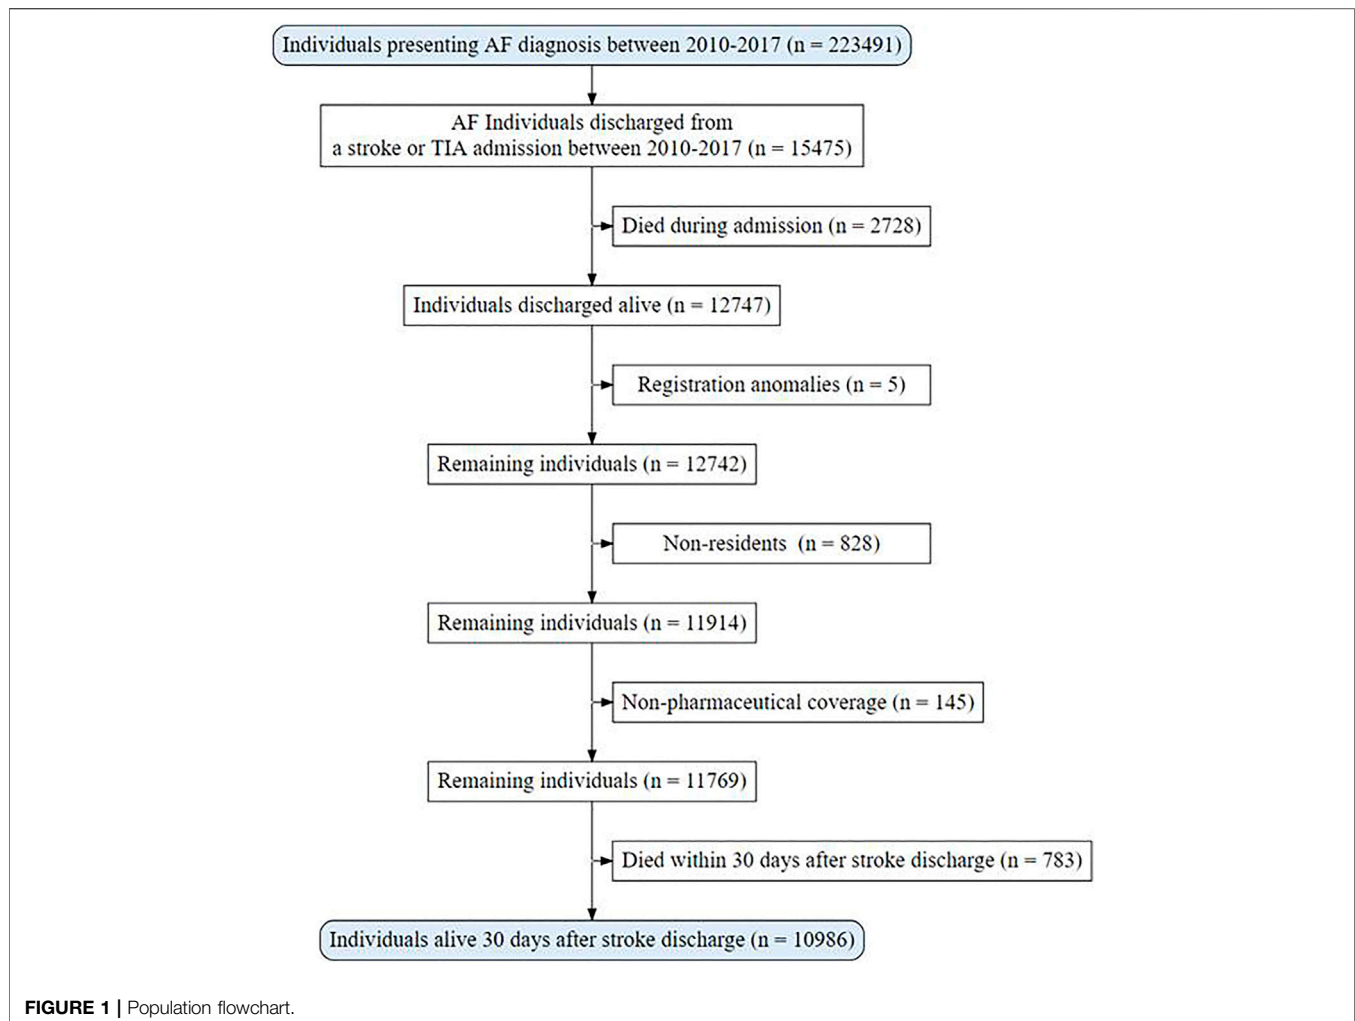 Individuals presenting AF diagnosis between 2010-2017 (n = 223491)
AF Individuals discharged from
a stroke or TIA admission between 2010-2017 (n = 15475)
Died during admission (n = 2728)
Individuals discharged alive (n = 12747)
Registration anomalies (n = 5)
Remaining individuals (n = 12742)
Non-residents (n = 828)
Remaining individuals (n = 11914)
Non-pharmaceutical coverage (n = 145)
Remaining individuals (n = 11769)
Died within 30 days after stroke discharge (n = 783)
Individuals alive 30 days after stroke discharge (n = 10986)
FIGURE 1 | Population flowchart.